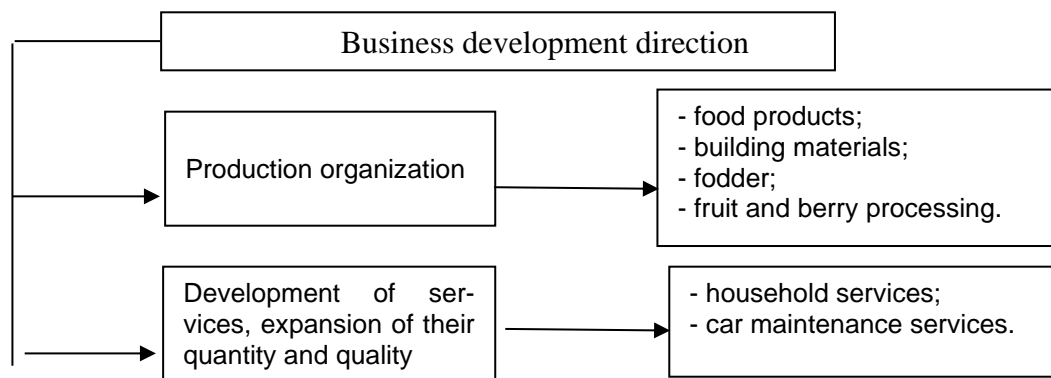 Business development direction
Production organization
- food products;
- building materials;
- fodder;
- fruit and berry processing.
Development of ser-
vices, expansion of their
quantity and quality
- household services;
- car maintenance services.